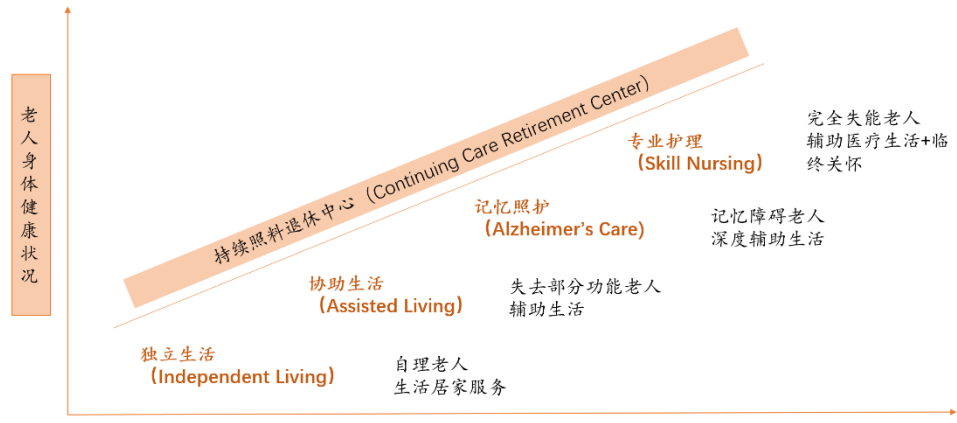 老人身体健康状况
持续照料退休中心（Continuing Care Retirement Center）
专业护理
（Skill Nursing）
完全失能老人
辅助医疗生活+临
终关怀
记忆照护
（Alzheimer’s Care)
记忆障碍老人
深度辅助生活
协助生活
（Assisted Living）
失去部分功能老人
辅助生活
独立生活
（Independent Living）
自理老人
生活居家服务